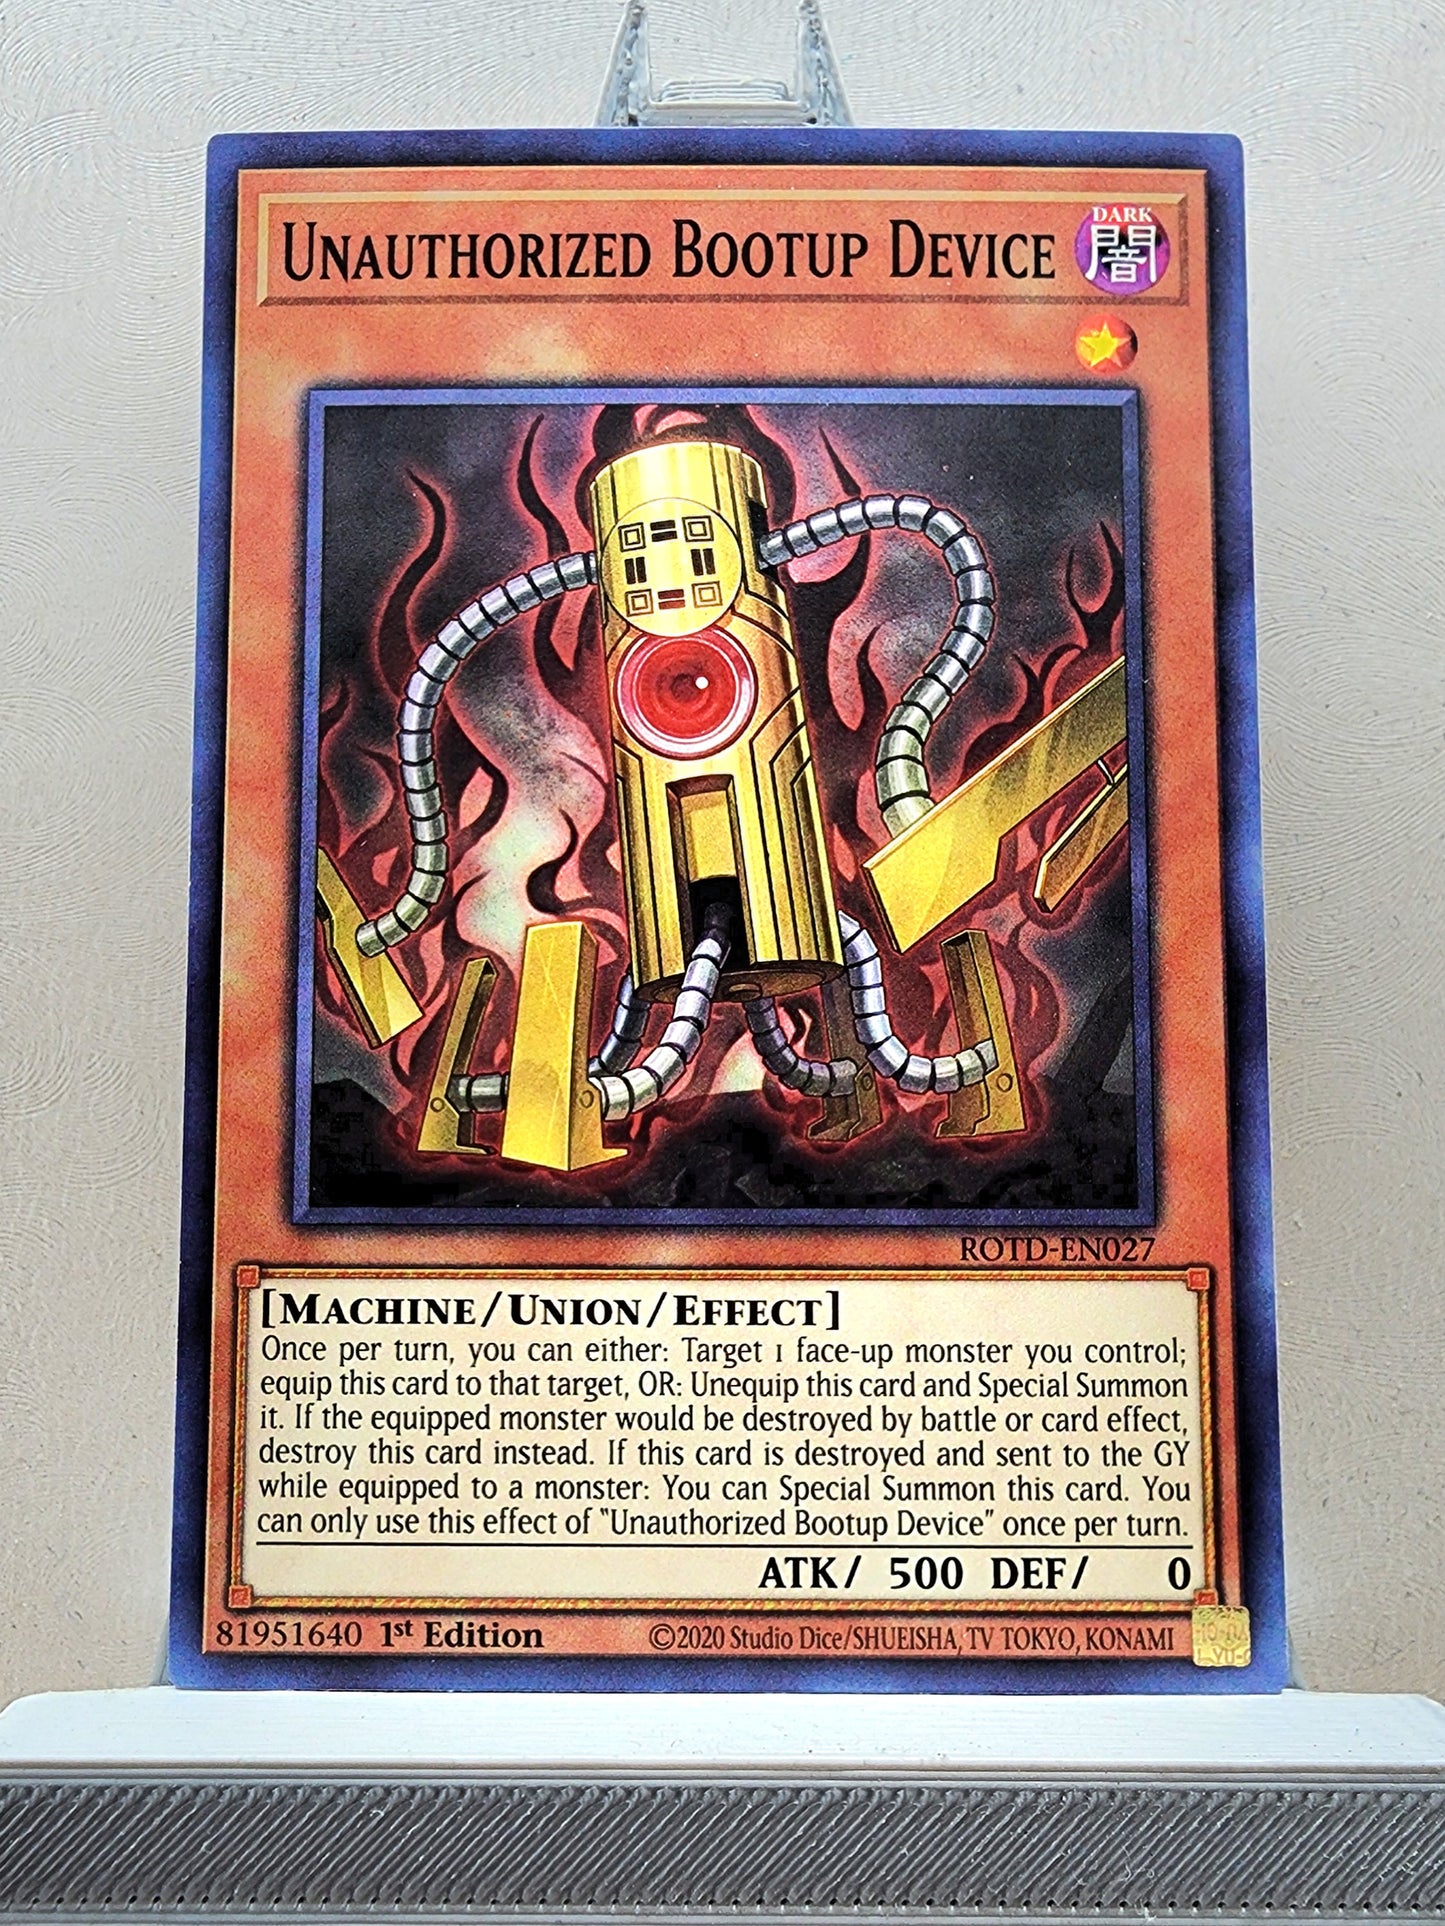 UNAUTHORIZED BOOTUP DEVICE
DARK
闇
ROTD-EN027
[MACHINE/UNION/EFFECT]
Once per turn, you can either: Target 1 face-up monster you control;
equip this card to that target, OR: Unequip this card and Special Summon
it. If the equipped monster would be destroyed by battle or card effect,
destroy this card instead. If this card is destroyed and sent to the GY
while equipped to a monster: You can Special Summon this card. You
can only use this effect of "Unauthorized Bootup Device" once per turn.
ATK/ 500 DEF/ 0
81951640 1st Edition ©2020 Studio Dice/SHUEISHA, TV TOKYO, KONAMI